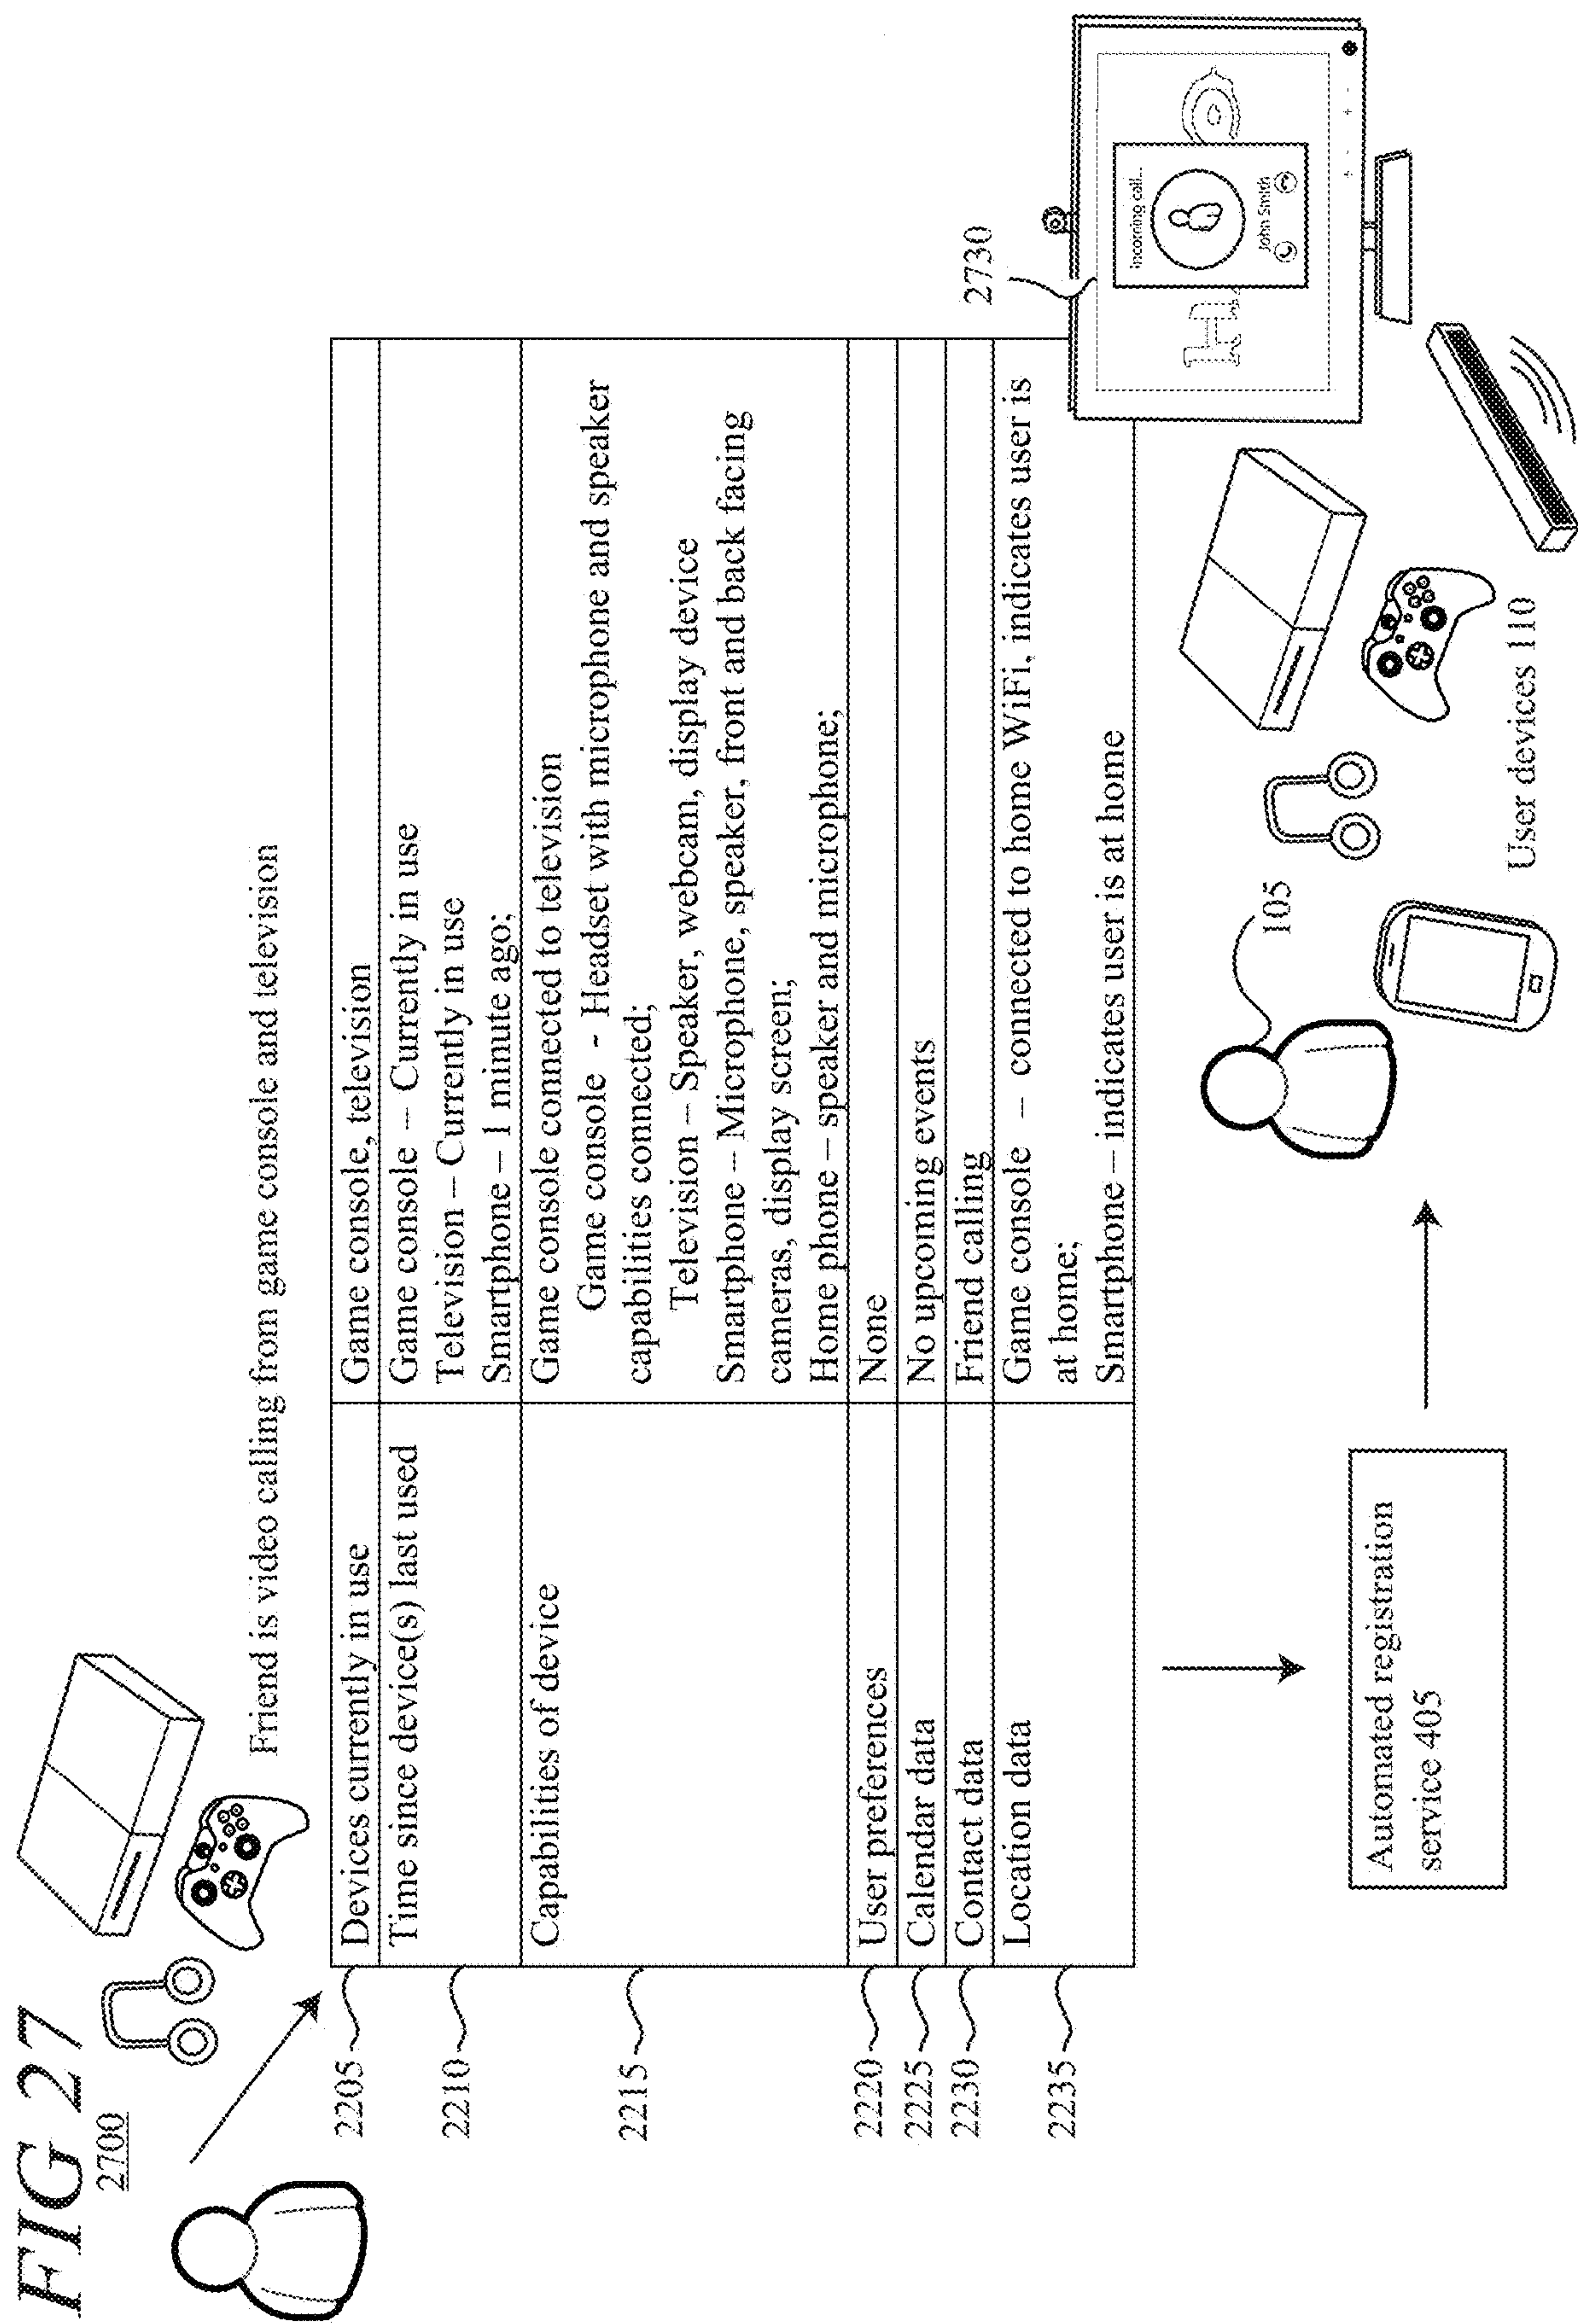 FIG 27
2700
Friend is video calling from game console and television
2205
Devices currently in use
Game console, television
2210
Time since device(s) last used
Game console – Currently in use
Television – Currently in use
Smartphone – 1 minute ago;
2215
Capabilities of device
Game console connected to television
Game console - Headset with microphone and speaker
capabilities connected;
Television – Speaker, webcam, display device
Smartphone – Microphone, speaker, front and back facing
cameras, display screen;
Home phone – speaker and microphone;
2220
User preferences
None
2225
Calendar data
No upcoming events
2230
Contact data
Friend calling
2235
Location data
Game console – connected to home WiFi, indicates user is
at home;
Smartphone – indicates user is at home
2730
Incoming call...
John Smith
H
+ - + -
Automated registration
service 405
105
User devices 110